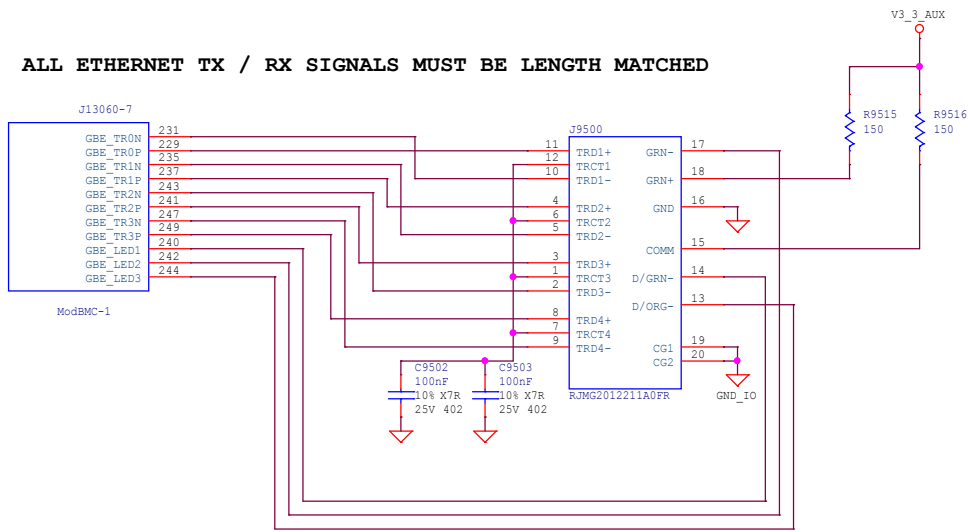 V3_3_AUX
ALL ETHERNET TX / RX SIGNALS MUST BE LENGTH MATCHED
J13060-7
GBE_TR0N 231
GBE_TR0P 229
GBE_TR1N 235
GBE_TR1P 237
GBE_TR2N 243
GBE_TR2P 241
GBE_TR3N 247
GBE_TR3P 249
GBE_LED1 240
GBE_LED2 242
GBE_LED3 244
ModBMC-1
J9500
11 TRD1+
12 TRCT1
10 TRD1-
4 TRD2+
6 TRCT2
5 TRD2-
3 TRD3+
1 TRCT3
2 TRD3-
8 TRD4+
7 TRCT4
9 TRD4-
GRN- 17
GRN+ 18
GND 16
COMM 15
D/GRN- 14
D/ORG- 13
CG1 19
CG2 20
RJMG2012211A0FR
GND_IO
R9515
150
R9516
150
C9502
100nF
10% X7R
25V 402
C9503
100nF
10% X7R
25V 402